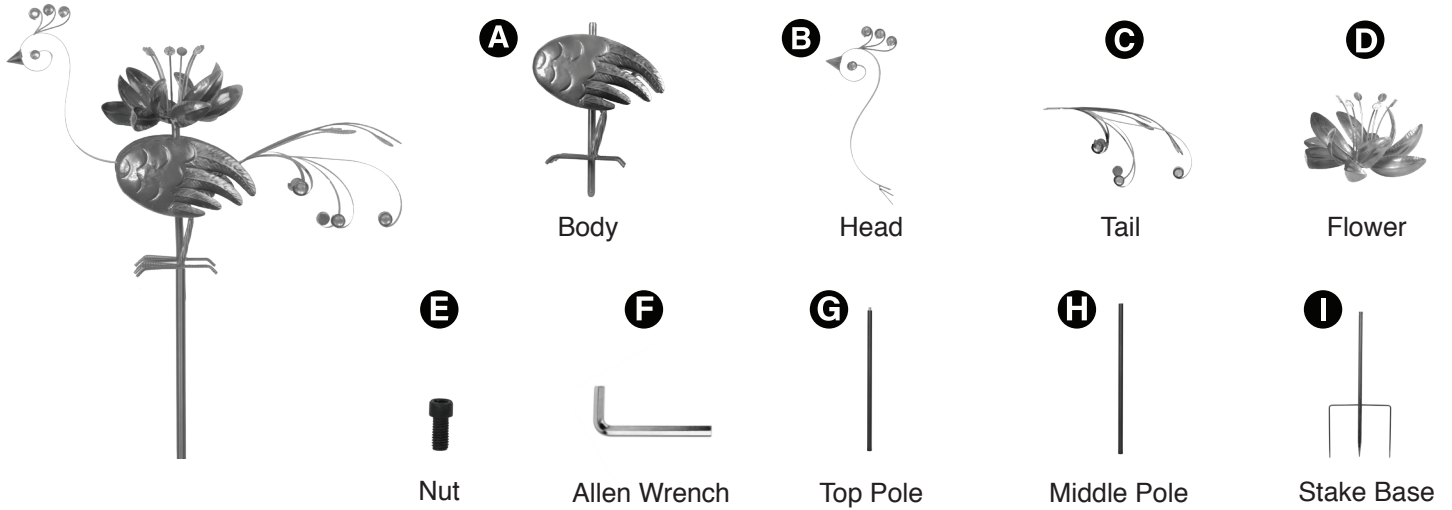 A
Body
B
Head
C
Tail
D
Flower
E
Nut
F
Allen Wrench
G
Top Pole
H
Middle Pole
I
Stake Base